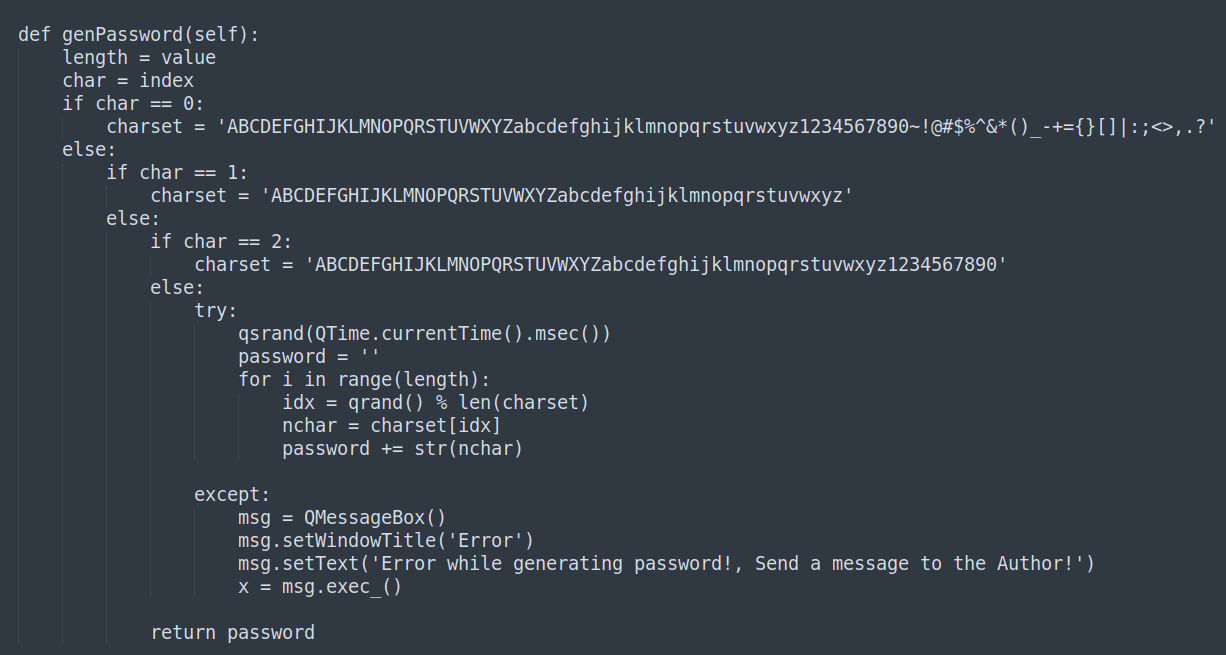 def genPassword(self):
    length = value
    char = index
    if char == 0:
        charset = 'ABCDEFGHIJKLMNOPQRSTUVWXYZabcdefghijklmnopqrstuvwxyz1234567890~!@#$%^&*()_-+={}[]|:;<>,.?'
    else:
        if char == 1:
            charset = 'ABCDEFGHIJKLMNOPQRSTUVWXYZabcdefghijklmnopqrstuvwxyz'
        else:
            if char == 2:
                charset = 'ABCDEFGHIJKLMNOPQRSTUVWXYZabcdefghijklmnopqrstuvwxyz1234567890'
            else:
                try:
                    qsrand(QTime.currentTime().msec())
                    password = ''
                    for i in range(length):
                        idx = qrand() % len(charset)
                        nchar = charset[idx]
                        password += str(nchar)

                except:
                    msg = QMessageBox()
                    msg.setWindowTitle('Error')
                    msg.setText('Error while generating password!, Send a message to the Author!')
                    x = msg.exec_()

            return password